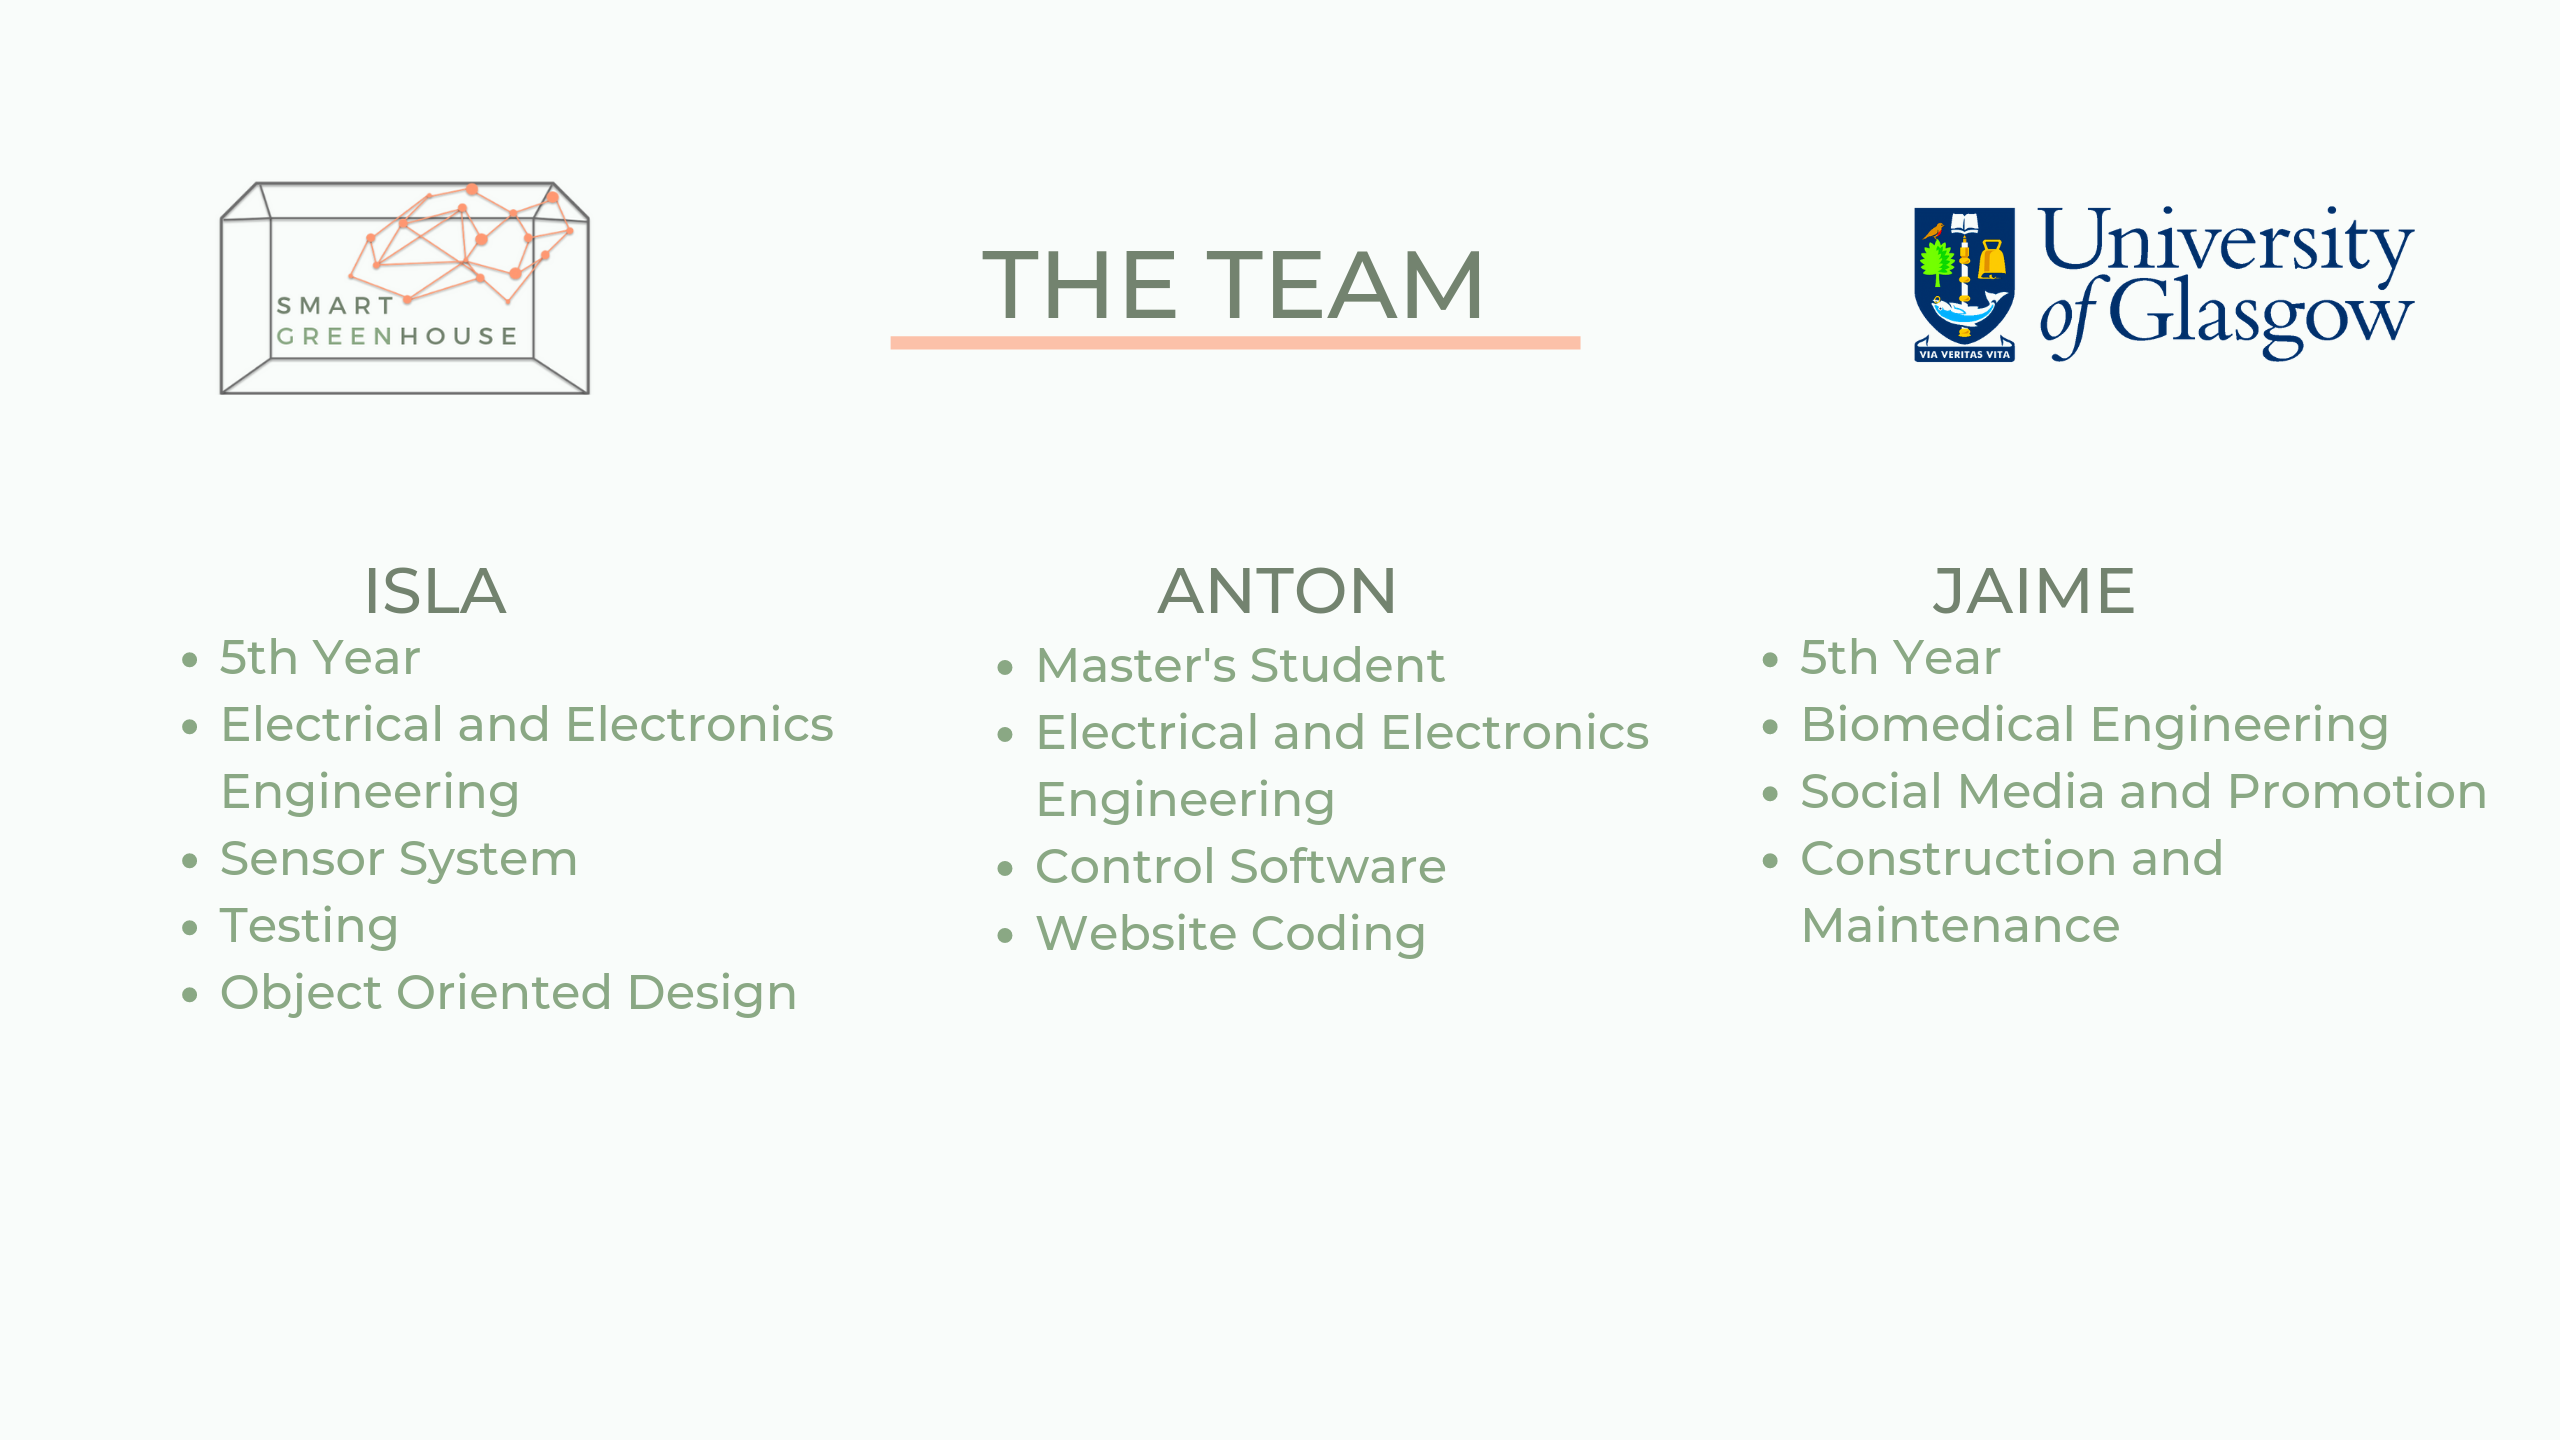 SMART
GREENHOUSE
THE TEAM
University
of Glasgow
VIA VERITAS VITA
ISLA
5th Year
Electrical and Electronics
Engineering
Sensor System
Testing
Object Oriented Design
ANTON
Master's Student
Electrical and Electronics
Engineering
Control Software
Website Coding
JAIME
5th Year
Biomedical Engineering
Social Media and Promotion
Construction and
Maintenance